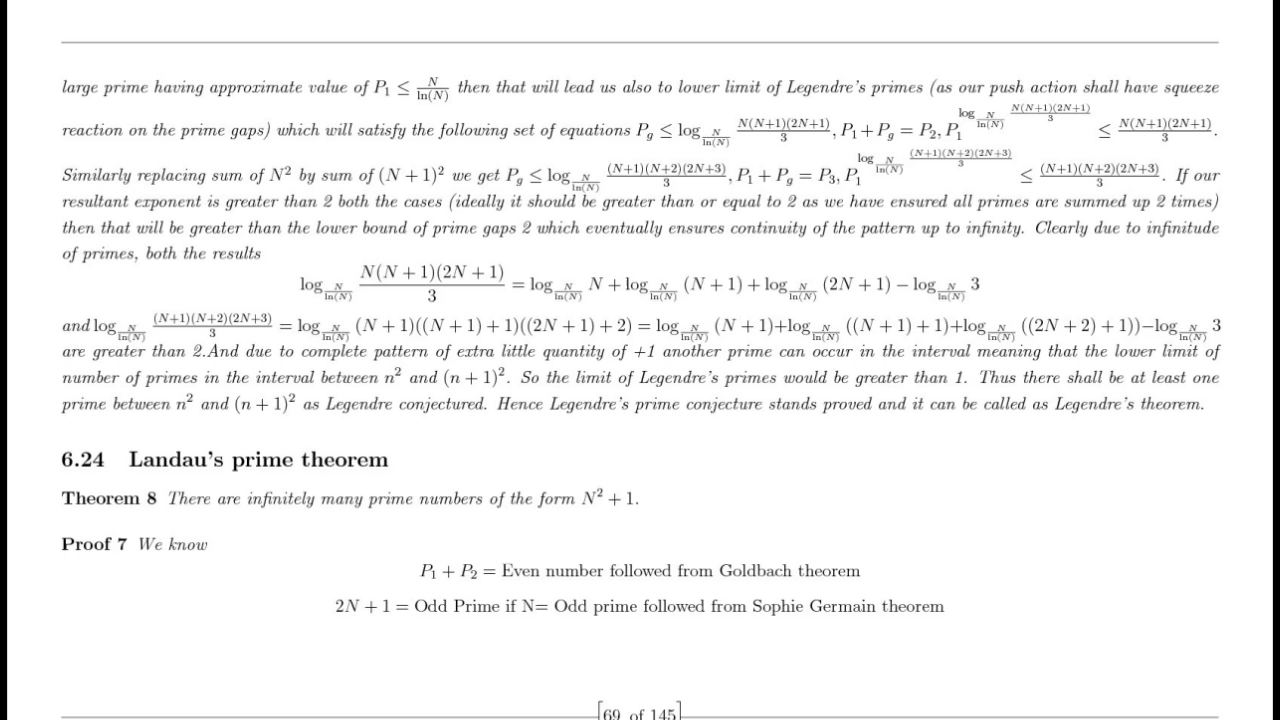 large prime having approximate value of P₁ ≤ N/ln(N) then that will lead us also to lower limit of Legendre's primes (as our push action shall have squeeze
reaction on the prime gaps) which will satisfy the following set of equations P_g ≤ log_{N/ln(N)} N(N+1)(2N+1)/3, P₁ + P_g = P₂, P₁^{log_{N/ln(N)} N(N+1)(2N+1)/3} ≤ N(N+1)(2N+1)/3.
Similarly replacing sum of N² by sum of (N + 1)² we get P_g ≤ log_{N/ln(N)} (N+1)(N+2)(2N+3)/3, P₁ + P_g = P₃, P₁^{log_{N/ln(N)} (N+1)(N+2)(2N+3)/3} ≤ (N+1)(N+2)(2N+3)/3. If our
resultant exponent is greater than 2 both the cases (ideally it should be greater than or equal to 2 as we have ensured all primes are summed up 2 times)
then that will be greater than the lower bound of prime gaps 2 which eventually ensures continuity of the pattern up to infinity. Clearly due to infinitude
of primes, both the results
log_{N/ln(N)} N(N + 1)(2N + 1)/3 = log_{N/ln(N)} N + log_{N/ln(N)} (N + 1) + log_{N/ln(N)} (2N + 1) − log_{N/ln(N)} 3
and log_{N/ln(N)} (N+1)(N+2)(2N+3)/3 = log_{N/ln(N)} (N + 1)((N + 1) + 1)((2N + 1) + 2) = log_{N/ln(N)} (N + 1)+log_{N/ln(N)} ((N + 1) + 1)+log_{N/ln(N)} ((2N + 2) + 1))−log_{N/ln(N)} 3
are greater than 2.And due to complete pattern of extra little quantity of +1 another prime can occur in the interval meaning that the lower limit of
number of primes in the interval between n² and (n + 1)². So the limit of Legendre's primes would be greater than 1. Thus there shall be at least one
prime between n² and (n + 1)² as Legendre conjectured. Hence Legendre's prime conjecture stands proved and it can be called as Legendre's theorem.
6.24 Landau's prime theorem
Theorem 8 There are infinitely many prime numbers of the form N² + 1.
Proof 7 We know
P₁ + P₂ = Even number followed from Goldbach theorem
2N + 1 = Odd Prime if N= Odd prime followed from Sophie Germain theorem
[69 of 145]